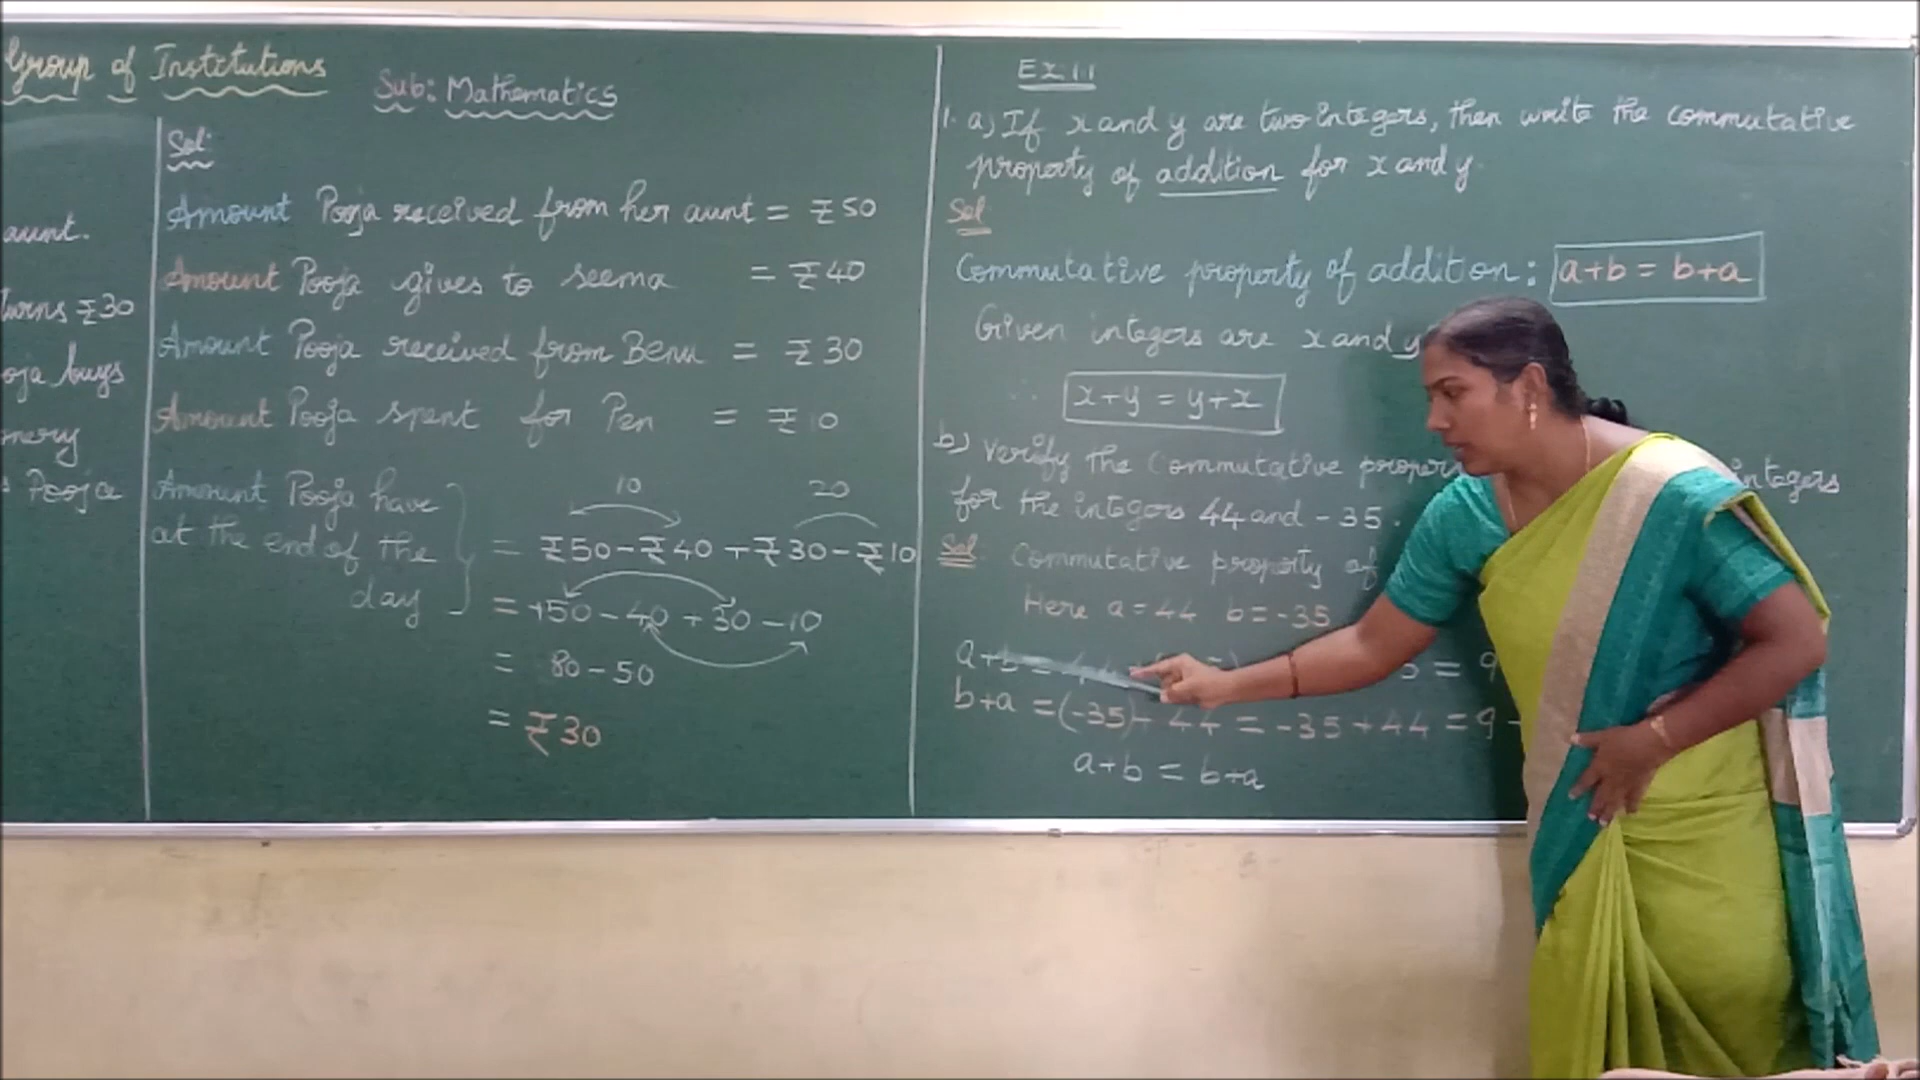 Group of Institutions
Sub: Mathematics
aunt.
turns ₹30
oja buys
onery
Pooja
Sol:
Amount Pooja received from her aunt = ₹50
Amount Pooja gives to seema = ₹40
Amount Pooja received from Benu = ₹30
Amount Pooja spent for Pen = ₹10
Amount Pooja have at the end of the day
10 20
= ₹50-₹40+₹30-₹10
= +50-40+30-10
= 80-50
= ₹30
Ex 1.1
1. a) If x and y are two integers, then write the commutative
property of addition for x and y.
Sol
Commutative property of addition: a+b = b+a
Given integers are x and y
∴ x+y = y+x
b) Verify the Commutative proper integers
for the integers 44 and -35.
Sol Commutative property of
Here a=44 b=-35
a+b = 5 = 9
b+a =(-35)+44 = -35+44 = 9
a+b = b+a